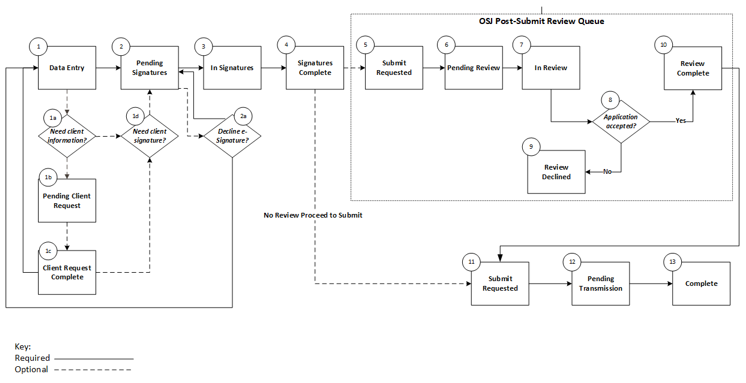 OSJ Post-Submit Review Queue
1
Data Entry
2
Pending
Signatures
3
In Signatures
4
Signatures
Complete
5
Submit
Requested
6
Pending Review
7
In Review
10
Review
Complete
1a
Need client
information?
1d
Need client
signature?
2a
Decline e-
Signature?
8
Application
accepted?
Yes
9
Review
Declined
No
1b
Pending Client
Request
No Review Proceed to Submit
1c
Client Request
Complete
11
Submit
Requested
12
Pending
Transmission
13
Complete
Key:
Required
Optional